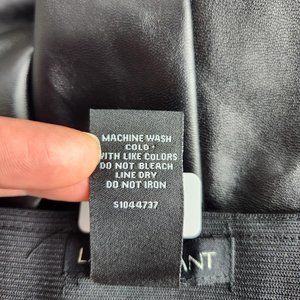 MACHINE WASH
COLD
WITH LIKE COLORS
DO NOT BLEACH
LINE DRY
DO NOT IRON
S1044737